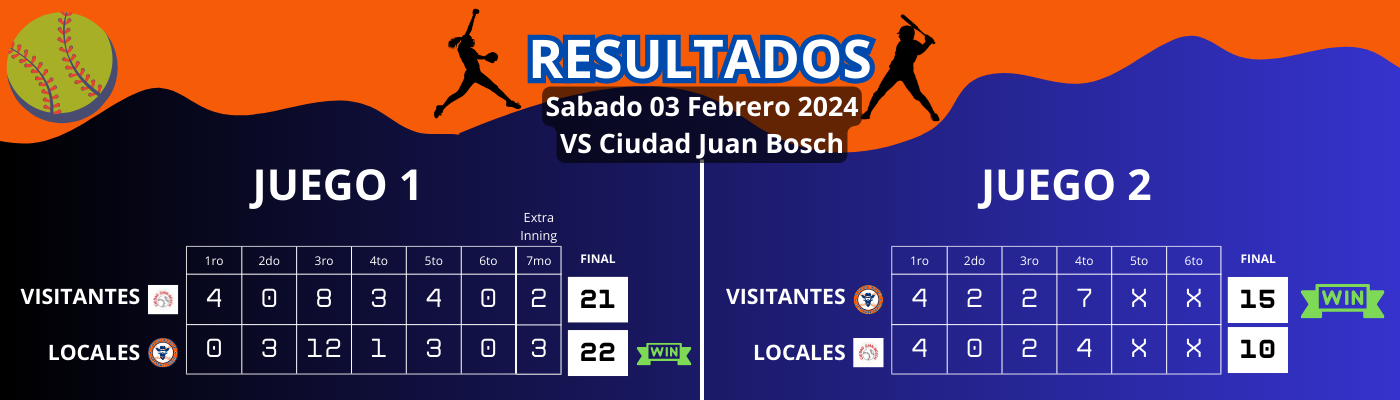 RESULTADOS
Sabado 03 Febrero 2024
VS Ciudad Juan Bosch
JUEGO 1
Extra
Inning
1ro 2do 3ro 4to 5to 6to 7mo FINAL
VISITANTES 4 0 8 3 4 0 2 21
LOCALES 0 3 12 1 3 0 3 22 WIN
JUEGO 2
1ro 2do 3ro 4to 5to 6to FINAL
VISITANTES 4 2 2 7 X X 15 WIN
LOCALES 4 0 2 4 X X 10